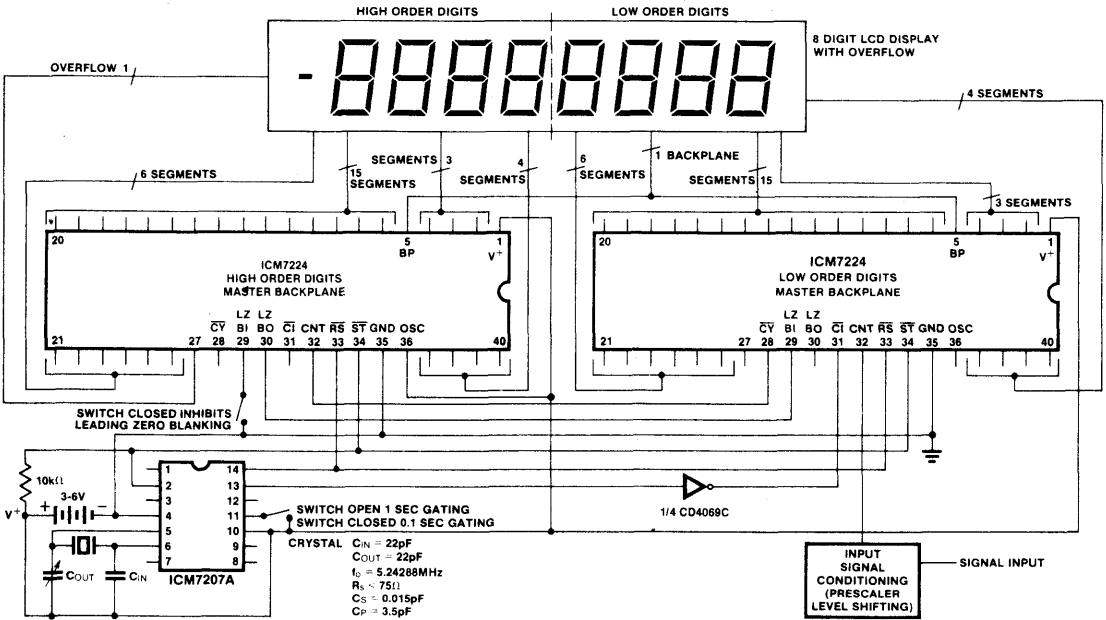 HIGH ORDER DIGITS
LOW ORDER DIGITS
8 DIGIT LCD DISPLAY
WITH OVERFLOW
OVERFLOW 1
4 SEGMENTS
6 SEGMENTS
15
SEGMENTS
SEGMENTS 3
4
SEGMENTS
6
SEGMENTS
1 BACKPLANE
SEGMENTS 15
3 SEGMENTS
20
5
BP
1
V+
ICM7224
HIGH ORDER DIGITS
MASTER BACKPLANE
LZ LZ
CY BI BO CI CNT RS ST GND OSC
21
27 28 29 30 31 32 33 34 35 36
40
20
5
BP
1
V+
ICM7224
LOW ORDER DIGITS
MASTER BACKPLANE
LZ LZ
CY BI BO CI CNT RS ST GND OSC
21
27 28 29 30 31 32 33 34 35 36
40
SWITCH CLOSED INHIBITS
LEADING ZERO BLANKING
10kΩ
3-6V
V+
+
−
1 14
2 13
3 12
4 11
5 10
6 9
7 8
ICM7207A
COUT
CIN
SWITCH OPEN 1 SEC GATING
SWITCH CLOSED 0.1 SEC GATING
CRYSTAL CIN = 22pF
COUT = 22pF
fO = 5.24288MHz
RS < 75Ω
CS = 0.015pF
CP = 3.5pF
1/4 CD4069C
INPUT
SIGNAL
CONDITIONING
(PRESCALER
LEVEL SHIFTING)
SIGNAL INPUT